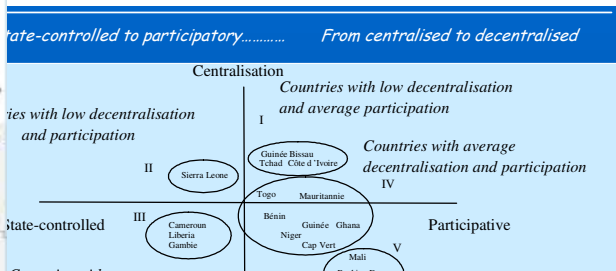 tate-controlled to participatory………… From centralised to decentralised
Centralisation
Countries with low decentralisation
and average participation
ries with low decentralisation
and participation
I
Countries with average
decentralisation and participation
Guinée Bissau
Tchad Côte d 'Ivoire
II
Sierra Leone
IV
Togo Mauritannie
State-controlled
III
Participative
Cameroun
Liberia
Gambie
Bénin
Guinée Ghana
Niger
Cap Vert
V
Mali